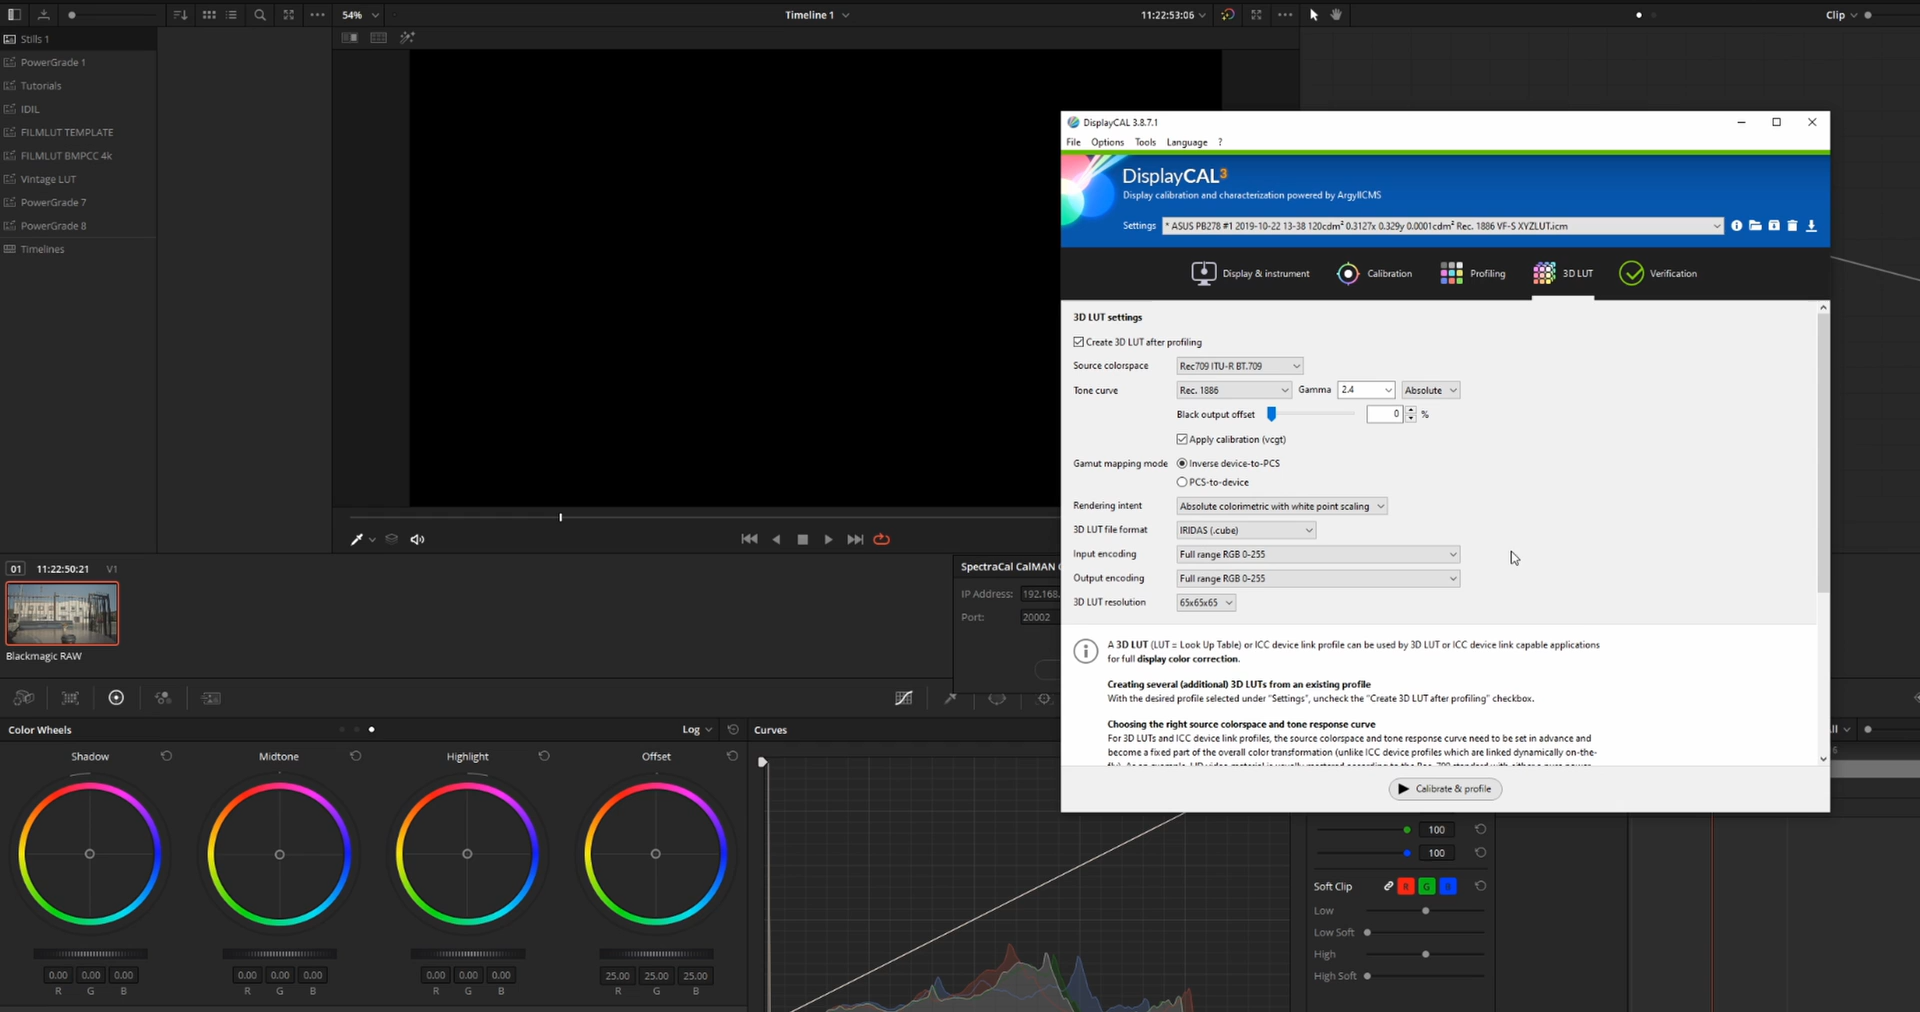 54%
Timeline 1
11:22:53:06
Clip
Stills 1
PowerGrade 1
Tutorials
IDIL
FILMLUT TEMPLATE
FILMLUT BMPCC 4k
Vintage LUT
PowerGrade 7
PowerGrade 8
Timelines
01 11:22:50:21 V1
Blackmagic RAW
SpectraCal CalMAN
IP Address: 192.168.
Port: 20002
DisplayCAL 3.8.7.1
File Options Tools Language ?
DisplayCAL3
Display calibration and characterization powered by ArgyllCMS
Settings * ASUS PB278 #1 2019-10-22 13-38 120cdm² 0.3127x 0.329y 0.0001cdm² Rec. 1886 VF-S XYZLUT.icm
Display & instrument Calibration Profiling 3D LUT Verification
3D LUT settings
Create 3D LUT after profiling
Source colorspace Rec709 ITU-R BT.709
Tone curve Rec. 1886 Gamma 2.4 Absolute
Black output offset 0 %
Apply calibration (vcgt)
Gamut mapping mode Inverse device-to-PCS
PCS-to-device
Rendering intent Absolute colorimetric with white point scaling
3D LUT file format IRIDAS (.cube)
Input encoding Full range RGB 0-255
Output encoding Full range RGB 0-255
3D LUT resolution 65x65x65
A 3D LUT (LUT = Look Up Table) or ICC device link profile can be used by 3D LUT or ICC device link capable applications
for full display color correction.
Creating several (additional) 3D LUTs from an existing profile
With the desired profile selected under “Settings”, uncheck the “Create 3D LUT after profiling” checkbox.
Choosing the right source colorspace and tone response curve
For 3D LUTs and ICC device link profiles, the source colorspace and tone response curve need to be set in advance and
become a fixed part of the overall color transformation (unlike ICC device profiles which are linked dynamically on-the-
Calibrate & profile
Color Wheels Log Curves
Shadow Midtone Highlight Offset
0.00 0.00 0.00 0.00 0.00 0.00 0.00 0.00 0.00 25.00 25.00 25.00
R G B R G B R G B R G B
100
100
Soft Clip R G B
Low
Low Soft
High
High Soft